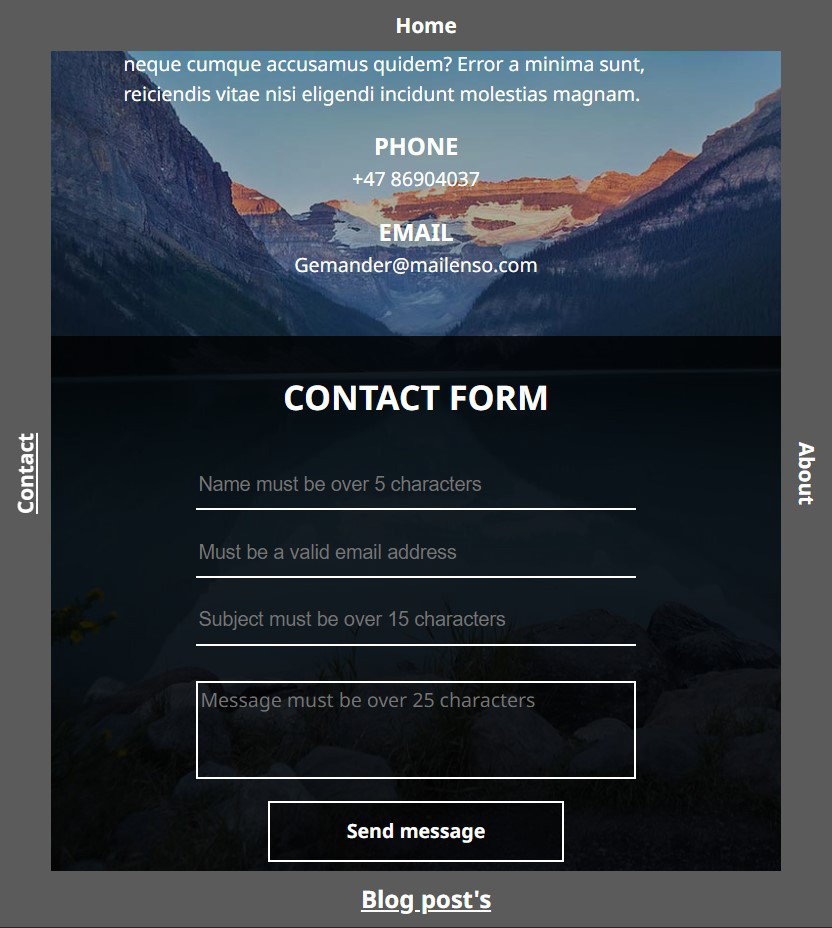 Home
neque cumque accusamus quidem? Error a minima sunt,
reiciendis vitae nisi eligendi incidunt molestias magnam.
PHONE
+47 86904037
EMAIL
Gemander@mailenso.com
CONTACT FORM
Contact
About
Name must be over 5 characters
Must be a valid email address
Subject must be over 15 characters
Message must be over 25 characters
Send message
Blog post's